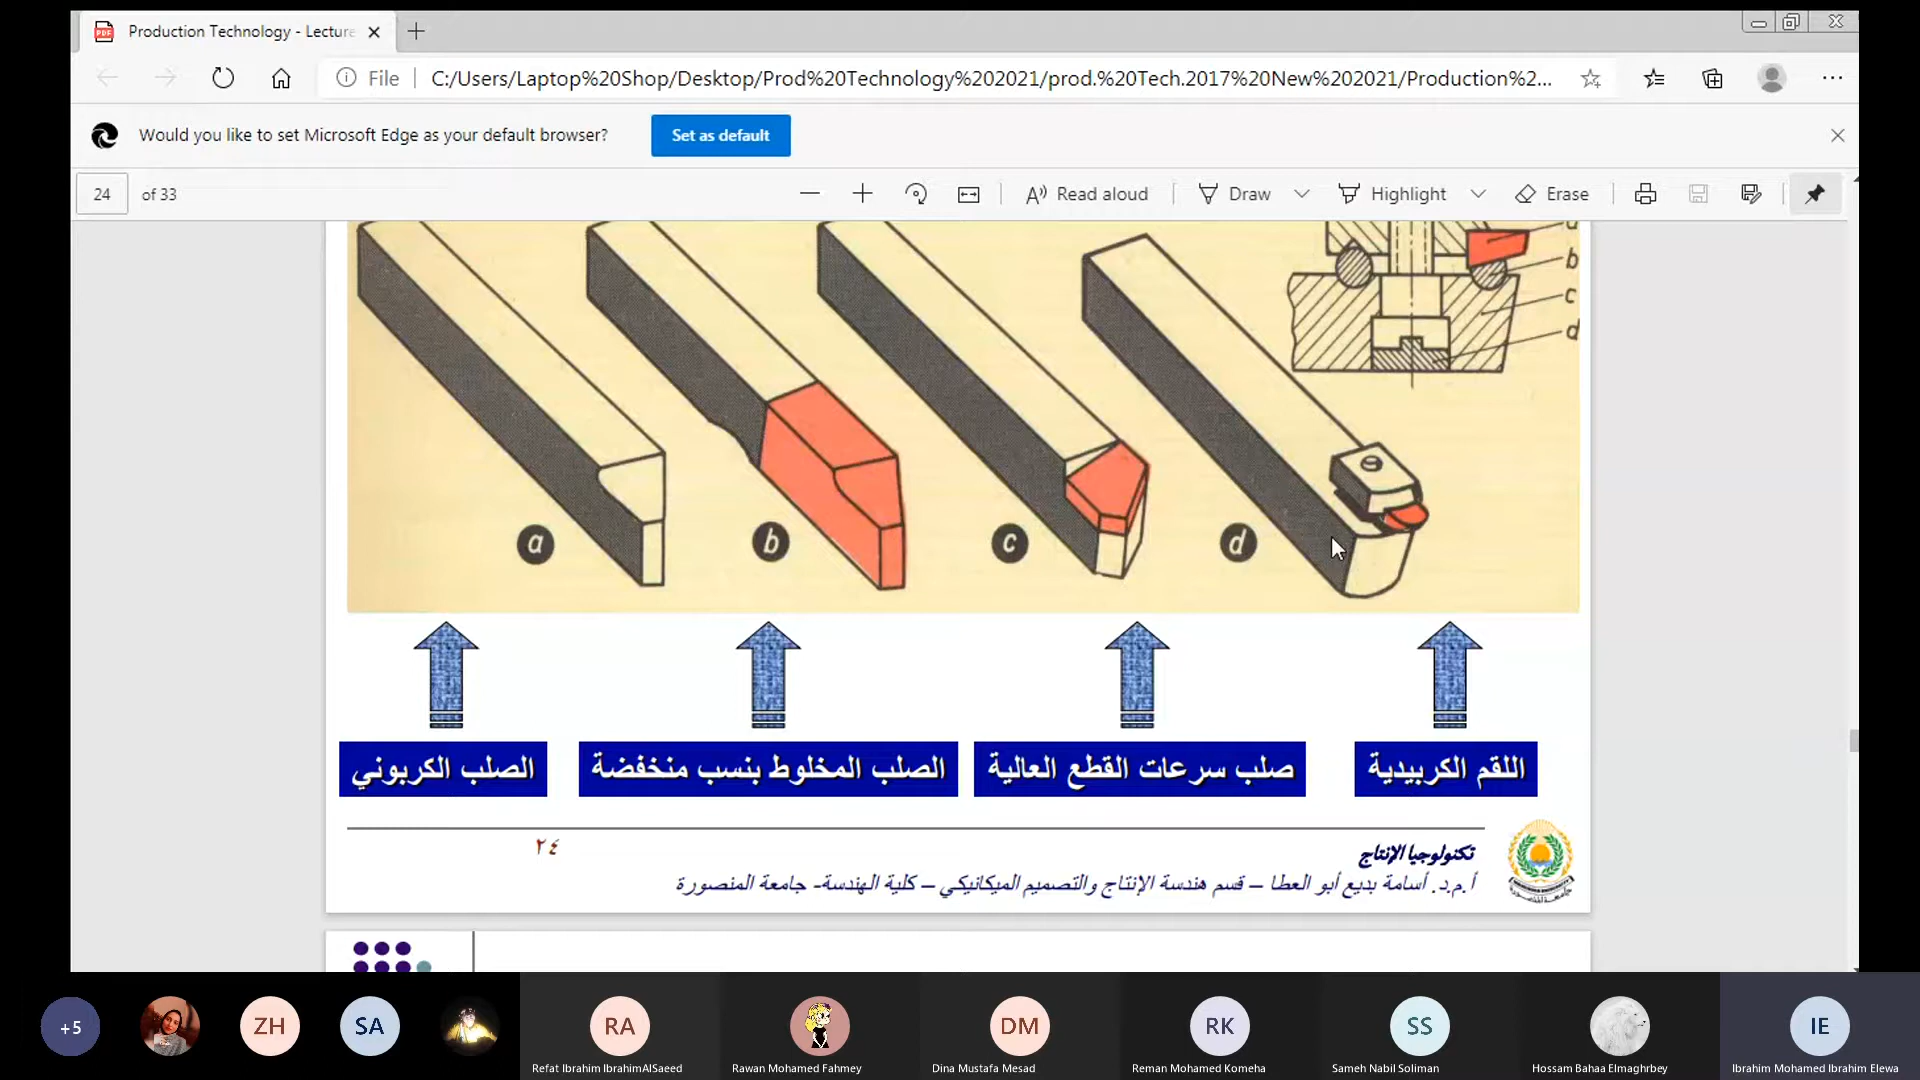 Production Technology - Lecture
File
C:/Users/Laptop%20Shop/Desktop/Prod%20Technology%202021/prod.%20Tech.2017%20New%202021/Production%2...
Would you like to set Microsoft Edge as your default browser?
Set as default
24 of 33
Read aloud
Draw
Highlight
Erase
b
c
d
a
b
c
d
الصلب الكربوني
الصلب المخلوط بنسب منخفضة
صلب سرعات القطع العالية
اللقم الكربيدية
٢٤
تكنولوجيا الإنتاج
أ.م.د. أسامة بديع أبو العطا – قسم هندسة الإنتاج والتصميم الميكانيكي – كلية الهندسة- جامعة المنصورة
+5
ZH
SA
RA
DM
RK
SS
IE
Refat Ibrahim IbrahimAlSaeed
Rawan Mohamed Fahmey
Dina Mustafa Mesad
Reman Mohamed Komeha
Sameh Nabil Soliman
Hossam Bahaa Elmaghrbey
Ibrahim Mohamed Ibrahim Elewa